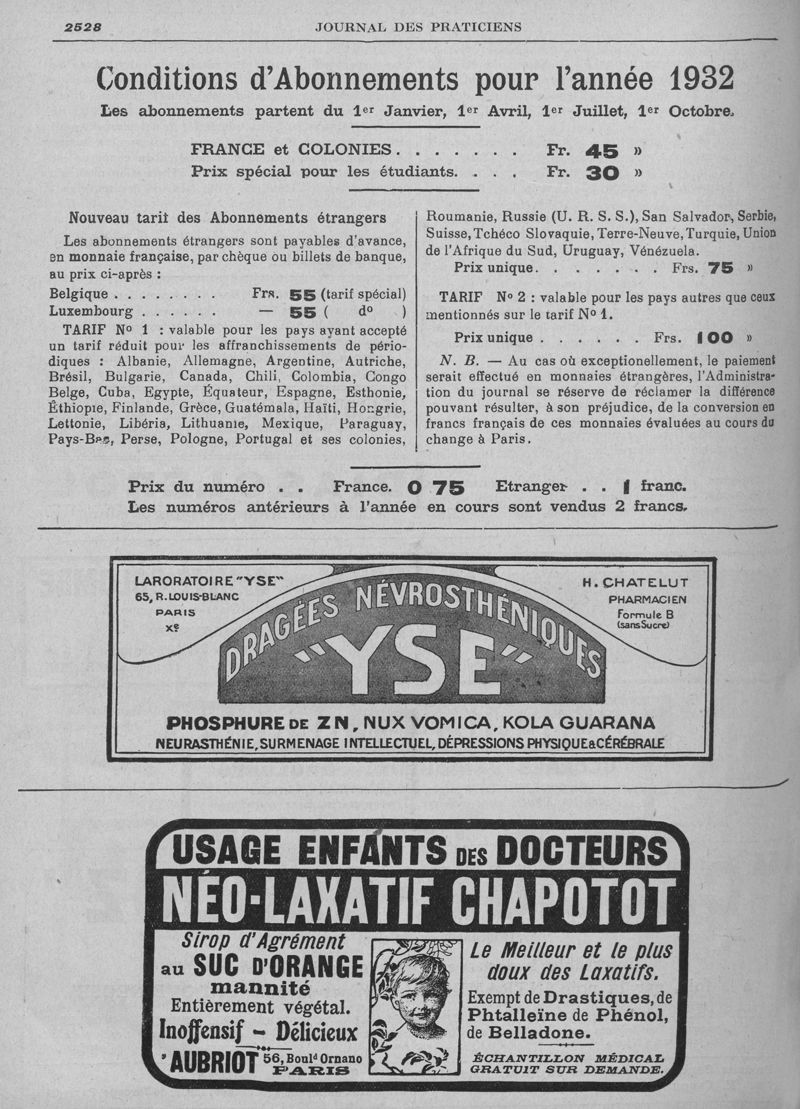 2528
JOURNAL DES PRATICIENS
Conditions d'Abonnements pour l'année 1932
Les abonnements partent du 1er Janvier, 1er Avril, 1er Juillet, 1er Octobre.
FRANCE et COLONIES. . . . . . . Fr. 45 »
Prix spécial pour les étudiants. . . . Fr. 30 »
Nouveau tarif des Abonnements étrangers
Les abonnements étrangers sont payables d'avance,
en monnaie française, par chèque ou billets de banque,
au prix ci-après :
Belgique . . . . . . . . Frs. 55 (tarif spécial)
Luxembourg . . . . . . — 55 ( do )
TARIF No 1 : valable pour les pays ayant accepté
un tarif réduit pour les affranchissements de pério-
diques : Albanie, Allemagne, Argentine, Autriche,
Brésil, Bulgarie, Canada, Chili, Colombia, Congo
Belge, Cuba, Egypte, Équateur, Espagne, Esthonie,
Éthiopie, Finlande, Grèce, Guatémala, Haïti, Hongrie,
Lettonie, Libéria, Lithuanie, Mexique, Paraguay,
Pays-Bas, Perse, Pologne, Portugal et ses colonies,
Roumanie, Russie (U. R. S. S.), San Salvador, Serbie,
Suisse, Tchéco Slovaquie, Terre-Neuve, Turquie, Union
de l'Afrique du Sud, Uruguay, Vénézuela.
Prix unique. . . . . . . Frs. 75 »
TARIF No 2 : valable pour les pays autres que ceux
mentionnés sur le tarif No 1.
Prix unique . . . . . . Frs. 100 »
N. B. — Au cas où exceptionellement, le paiement
serait effectué en monnaies étrangères, l'Administra-
tion du journal se réserve de réclamer la différence
pouvant résulter, à son préjudice, de la conversion en
francs français de ces monnaies évaluées au cours du
change à Paris.
Prix du numéro . . France. 0 75 Etranger . . 1 franc.
Les numéros antérieurs à l'année en cours sont vendus 2 francs.
LARORATOIRE "YSE"
65, R. LOUIS-BLANC
PARIS
Xe
H. CHATELUT
PHARMACIEN
Formule B
(sans Sucre)
DRAGÉES NÉVROSTHÉNIQUES
"YSE"
PHOSPHURE DE ZN, NUX VOMICA, KOLA GUARANA
NEURASTHÉNIE, SURMENAGE INTELLECTUEL, DÉPRESSIONS PHYSIQUE & CÉRÉBRALE
USAGE ENFANTS DES DOCTEURS
NÉO-LAXATIF CHAPOTOT
Sirop d'Agrément
au SUC D'ORANGE
mannité
Entièrement végétal.
Inoffensif - Délicieux
AUBRIOT 56, Bould Ornano
PARIS
Le Meilleur et le plus
doux des Laxatifs.
Exempt de Drastiques, de
Phtalleïne de Phénol,
de Belladone.
ÉCHANTILLON MÉDICAL
GRATUIT SUR DEMANDE.